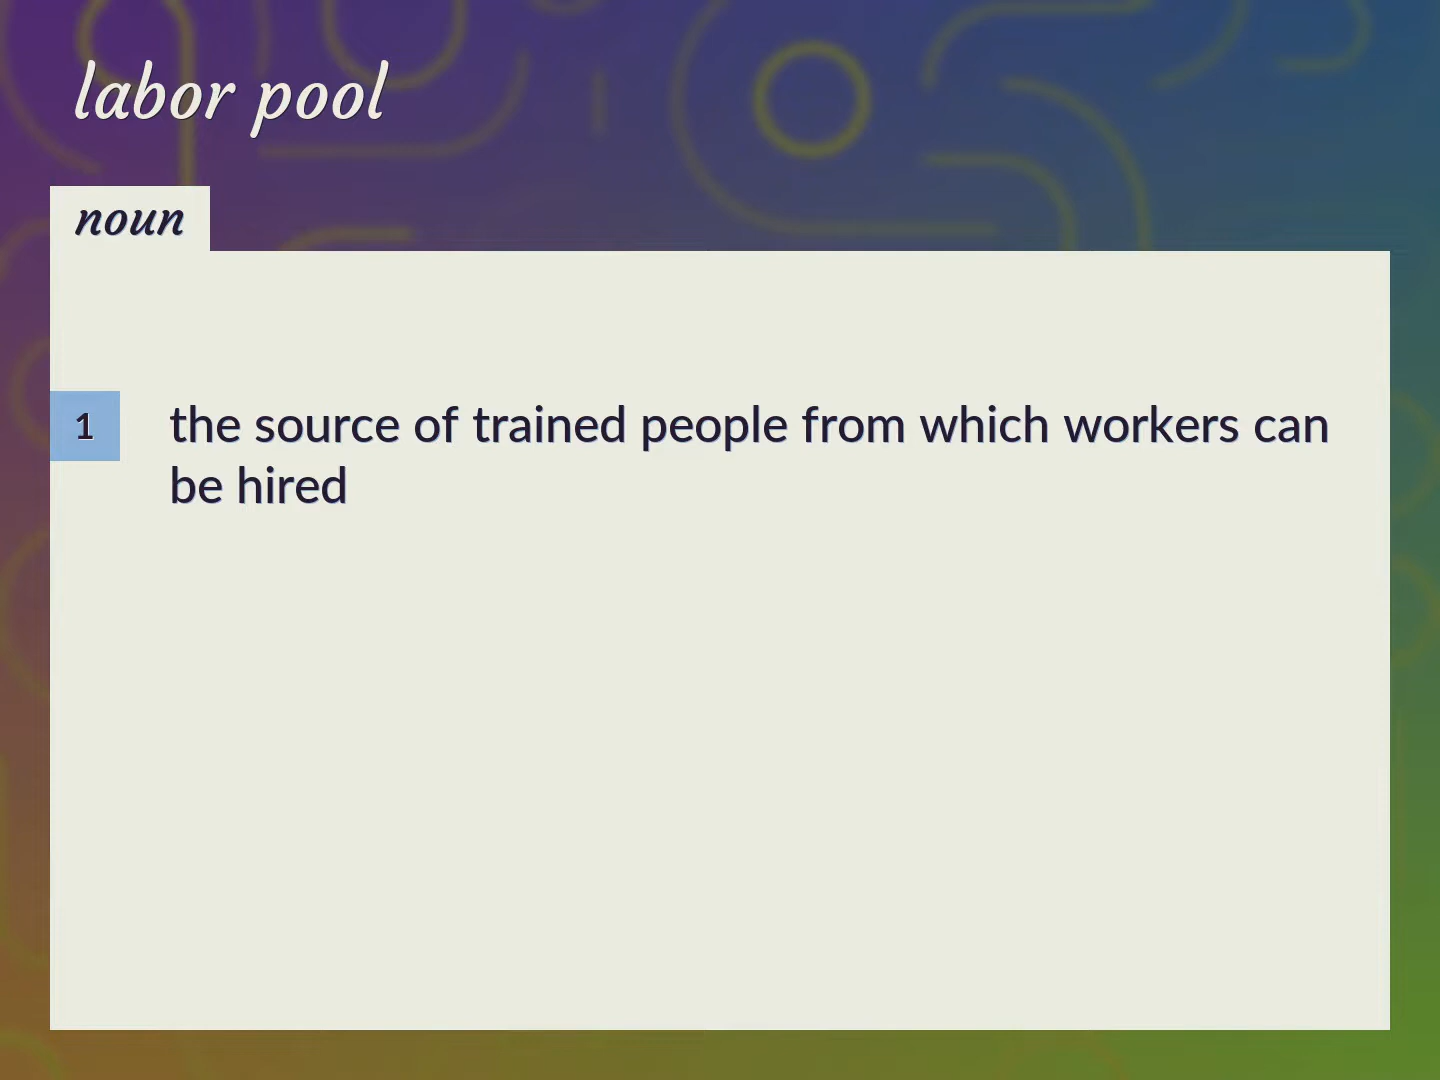 labor pool
noun
1
the source of trained people from which workers can
be hired